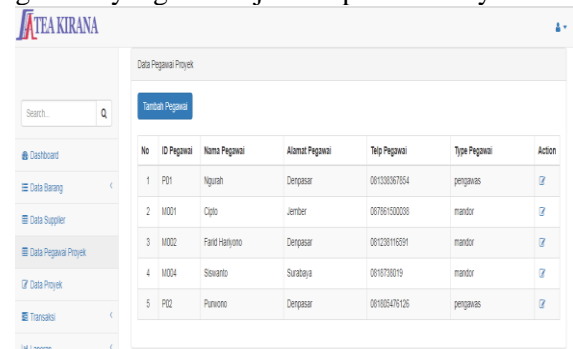 TEA KIRANA
Data Pegawai Proyek
Tambah Pegawai
Search...
Dashboard
Data Barang
Data Supplier
Data Pegawai Proyek
Data Proyek
Transaksi
Laporan
No ID Pegawai Nama Pegawai Alamat Pegawai Telp Pegawai Type Pegawai Action
1 P01 Ngurah Denpasar 081338367854 pengawas
2 M001 Cipto Jember 087861500038 mandor
3 M002 Farid Hariyono Denpasar 081238116591 mandor
4 M004 Siswanto Surabaya 0818738019 mandor
5 P02 Purwono Denpasar 081805476126 pengawas